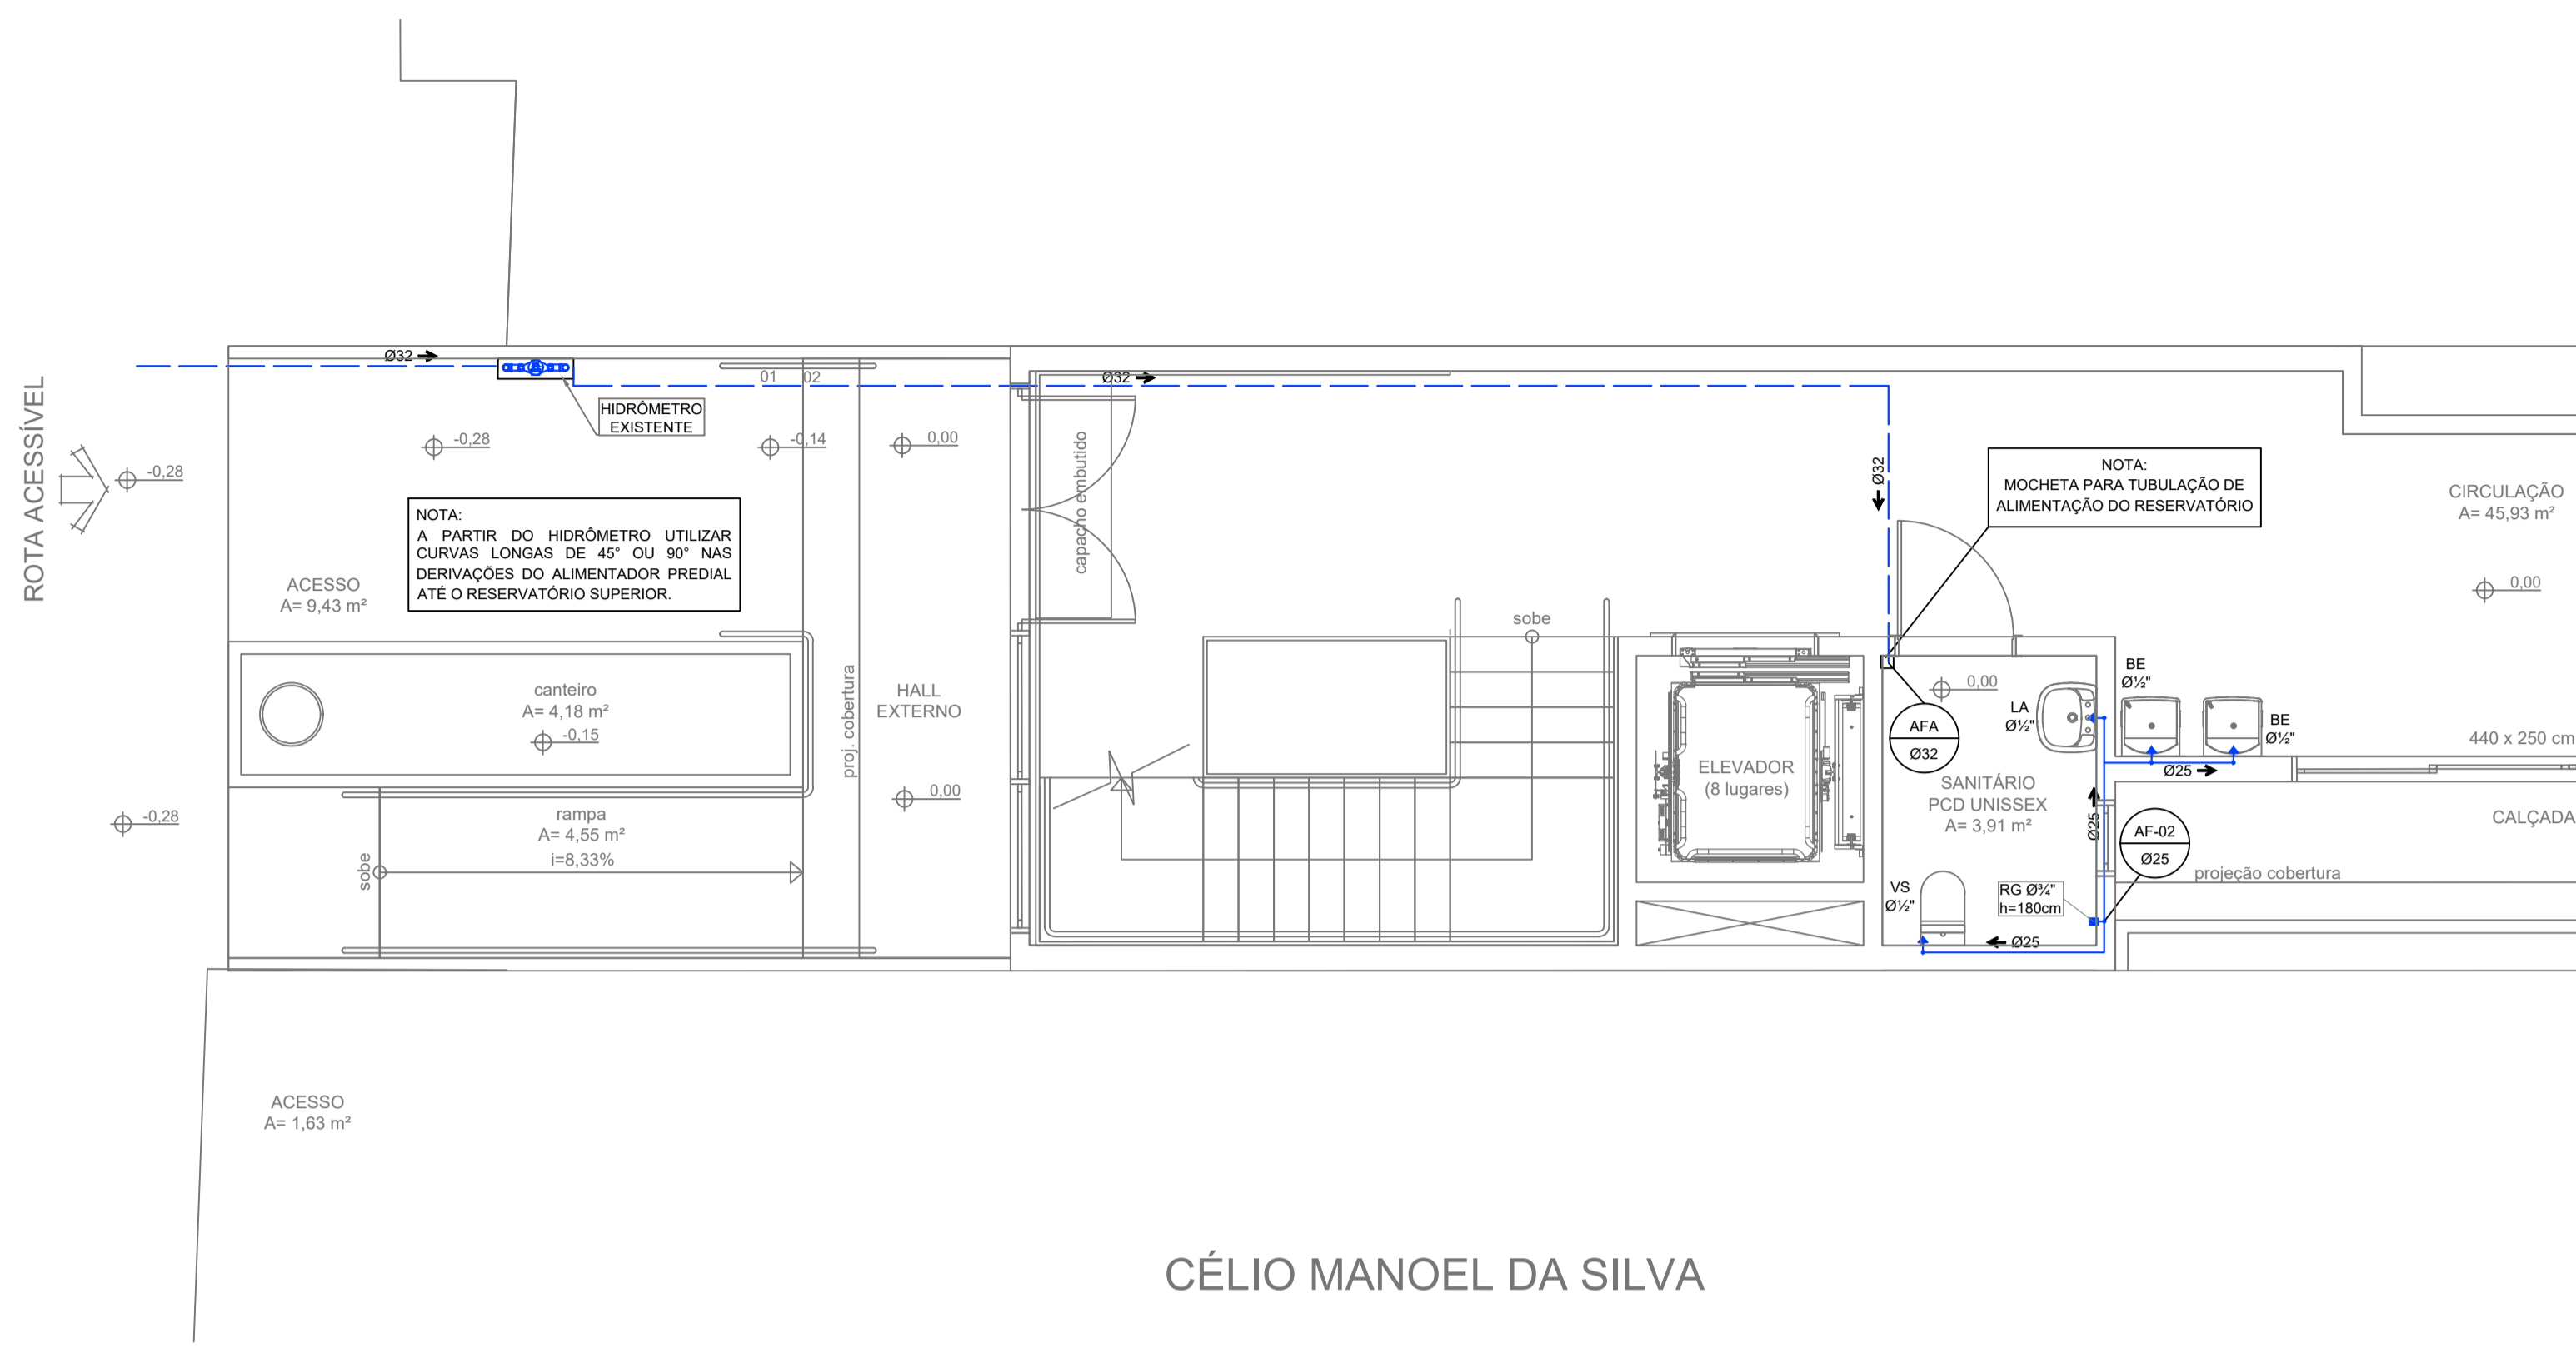 ROTA ACESSÍVEL
-0,28
-0,28
Ø32
HIDRÔMETRO
EXISTENTE
01
02
-0,28
-0,14
0,00
NOTA:
A PARTIR DO HIDRÔMETRO UTILIZAR
CURVAS LONGAS DE 45° OU 90° NAS
DERIVAÇÕES DO ALIMENTADOR PREDIAL
ATÉ O RESERVATÓRIO SUPERIOR.
ACESSO
A= 9,43 m²
canteiro
A= 4,18 m²
-0,15
proj. cobertura
HALL
EXTERNO
0,00
rampa
A= 4,55 m²
i=8,33%
sobe
ACESSO
A= 1,63 m²
Ø32
capacho embutido
sobe
ELEVADOR
(8 lugares)
Ø32
NOTA:
MOCHETA PARA TUBULAÇÃO DE
ALIMENTAÇÃO DO RESERVATÓRIO
0,00
AFA
Ø32
LA
Ø½"
SANITÁRIO
PCD UNISSEX
A= 3,91 m²
VS
Ø½"
RG Ø¾"
h=180cm
Ø25
Ø25
BE
Ø½"
BE
Ø½"
Ø25
AF-02
Ø25
projeção cobertura
CIRCULAÇÃO
A= 45,93 m²
0,00
440 x 250 cm
CALÇADA
CÉLIO MANOEL DA SILVA